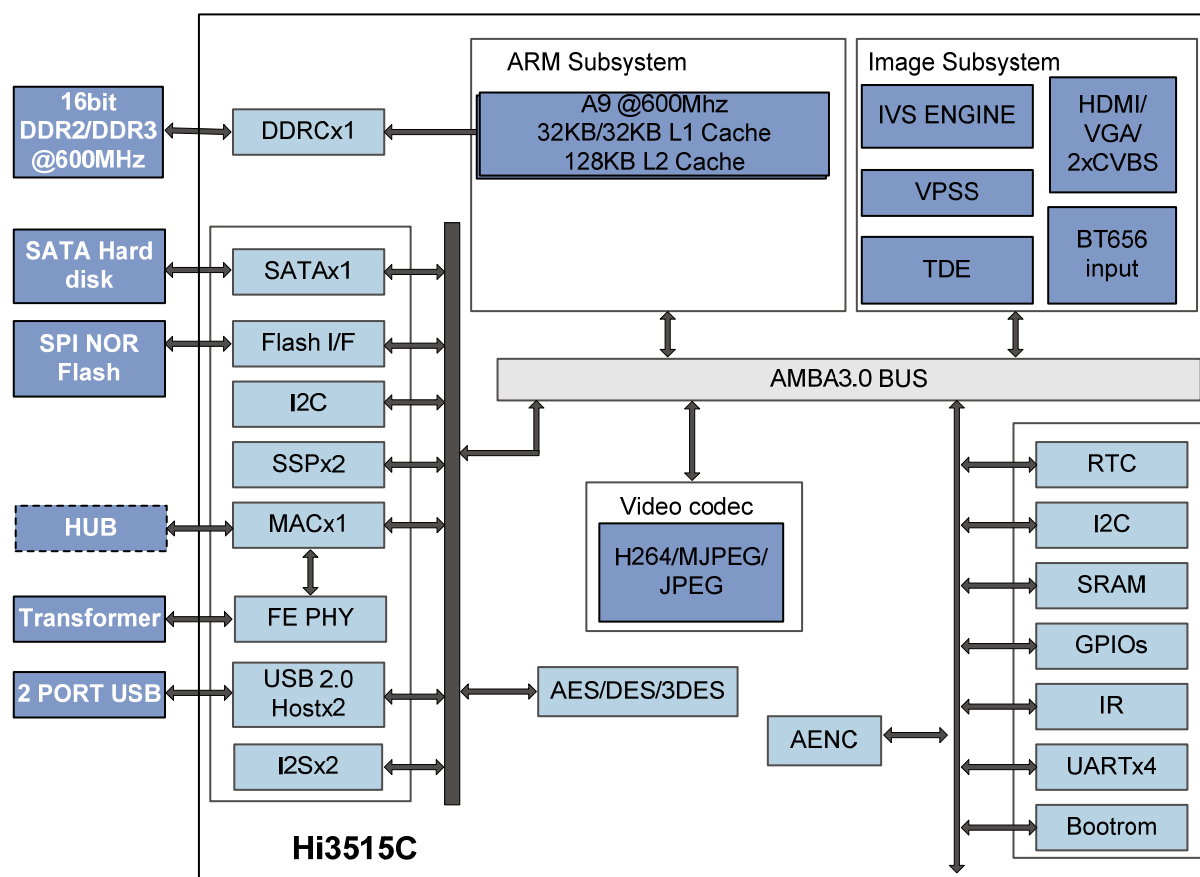 16bit
DDR2/DDR3
@600MHz
SATA Hard
disk
SPI NOR
Flash
HUB
Transformer
2 PORT USB
DDRCx1
SATAx1
Flash I/F
I2C
SSPx2
MACx1
FE PHY
USB 2.0
Hostx2
I2Sx2
Hi3515C
ARM Subsystem
A9 @600Mhz
32KB/32KB L1 Cache
128KB L2 Cache
Image Subsystem
IVS ENGINE
VPSS
TDE
HDMI/
VGA/
2xCVBS
BT656
input
AMBA3.0 BUS
Video codec
H264/MJPEG/
JPEG
AES/DES/3DES
AENC
RTC
I2C
SRAM
GPIOs
IR
UARTx4
Bootrom